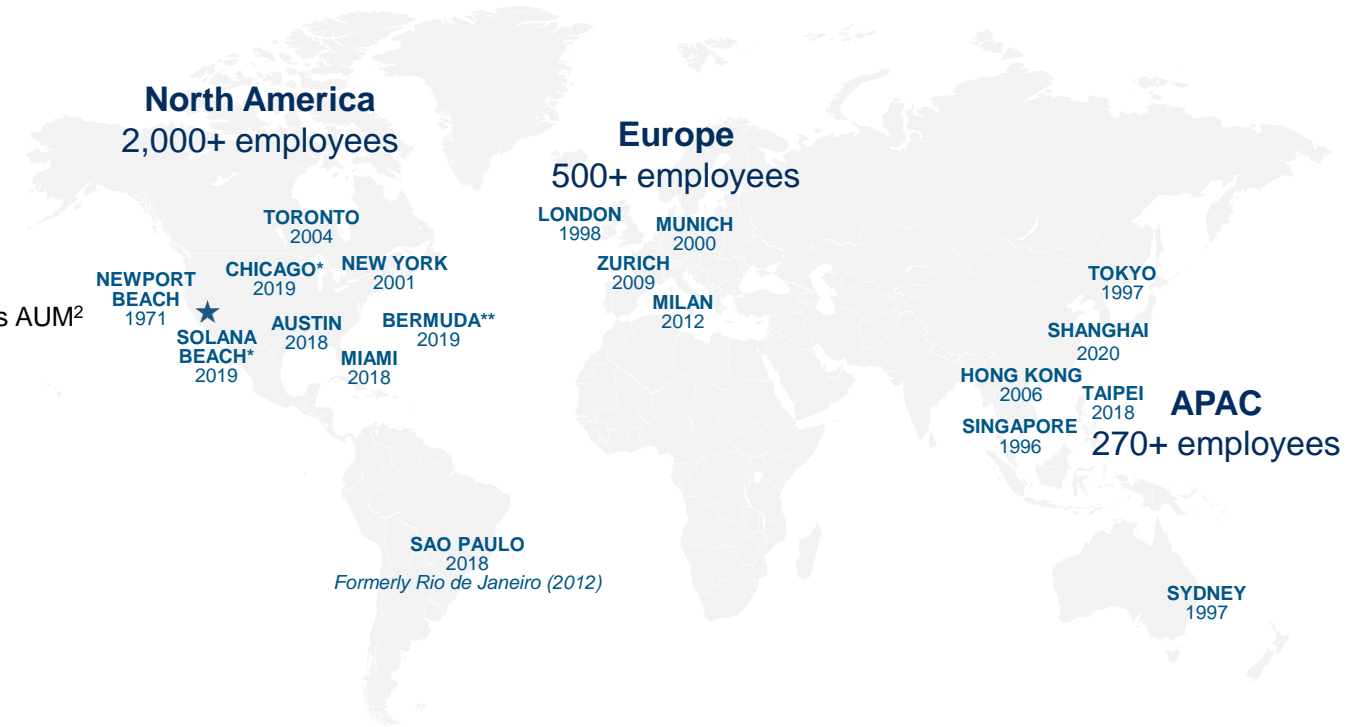 North America
2,000+ employees
Europe
500+ employees
LONDON
1998
MUNICH
2000
TORONTO
2004
CHICAGO*
2019
NEW YORK
2001
ZURICH
2009
TOKYO
1997
NEWPORT
BEACH
1971
MILAN
2012
s AUM2
SOLANA
BEACH*
2019
AUSTIN
2018
BERMUDA**
2019
MIAMI
2018
SHANGHAI
2020
HONG KONG
2006
TAIPEI
2018
APAC
270+ employees
SINGAPORE
1996
SAO PAULO
2018
Formerly Rio de Janeiro (2012)
SYDNEY
1997